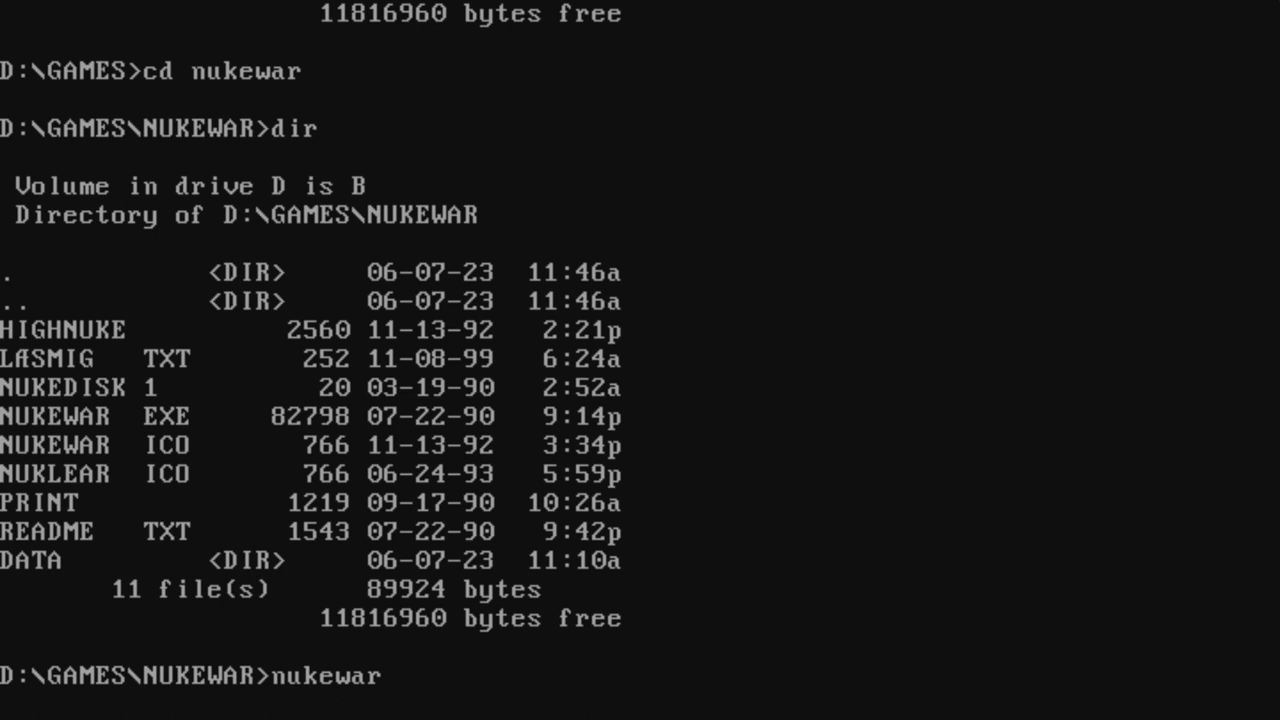 11816960 bytes free
D:\GAMES>cd nukewar
D:\GAMES\NUKEWAR>dir
Volume in drive D is B
Directory of D:\GAMES\NUKEWAR
. <DIR> 06-07-23 11:46a
.. <DIR> 06-07-23 11:46a
HIGHNUKE 2560 11-13-92 2:21p
LÆSMIG TXT 252 11-08-99 6:24a
NUKEDISK 1 20 03-19-90 2:52a
NUKEWAR EXE 82798 07-22-90 9:14p
NUKEWAR ICO 766 11-13-92 3:34p
NUKLEAR ICO 766 06-24-93 5:59p
PRINT 1219 09-17-90 10:26a
README TXT 1543 07-22-90 9:42p
DATA <DIR> 06-07-23 11:10a
11 file(s) 89924 bytes
11816960 bytes free
D:\GAMES\NUKEWAR>nukewar